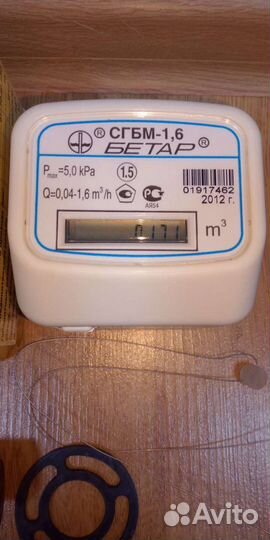 ® СГБМ-1,6
БЕТАР ®
Pmax=5,0 kPa
1.5
Q=0,04-1,6 m³/h
АЯ54
01917462
2012 г.
0171
m³
Avito